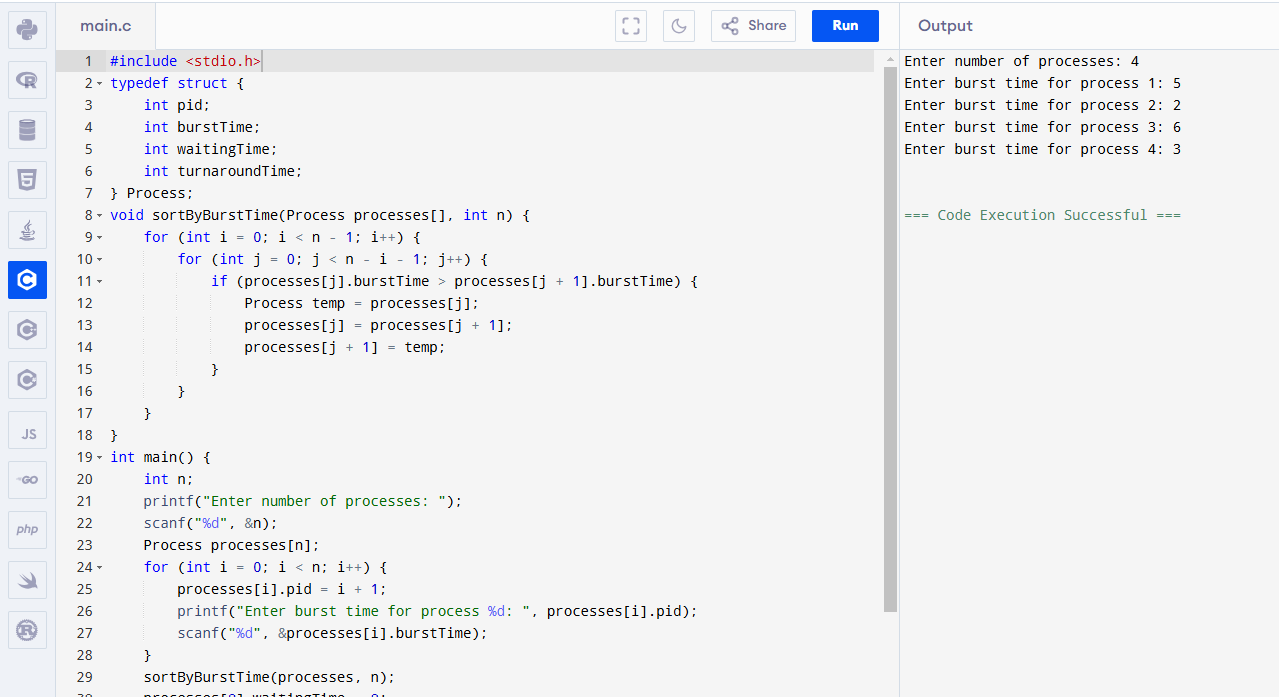 main.c
Share
Run
Output
1 #include <stdio.h>
2 typedef struct {
3     int pid;
4     int burstTime;
5     int waitingTime;
6     int turnaroundTime;
7 } Process;
8 void sortByBurstTime(Process processes[], int n) {
9     for (int i = 0; i < n - 1; i++) {
10         for (int j = 0; j < n - i - 1; j++) {
11             if (processes[j].burstTime > processes[j + 1].burstTime) {
12                 Process temp = processes[j];
13                 processes[j] = processes[j + 1];
14                 processes[j + 1] = temp;
15             }
16         }
17     }
18 }
19 int main() {
20     int n;
21     printf("Enter number of processes: ");
22     scanf("%d", &n);
23     Process processes[n];
24     for (int i = 0; i < n; i++) {
25         processes[i].pid = i + 1;
26         printf("Enter burst time for process %d: ", processes[i].pid);
27         scanf("%d", &processes[i].burstTime);
28     }
29     sortByBurstTime(processes, n);
Enter number of processes: 4
Enter burst time for process 1: 5
Enter burst time for process 2: 2
Enter burst time for process 3: 6
Enter burst time for process 4: 3
=== Code Execution Successful ===
R
5
C
C
C
JS
GO
php
R